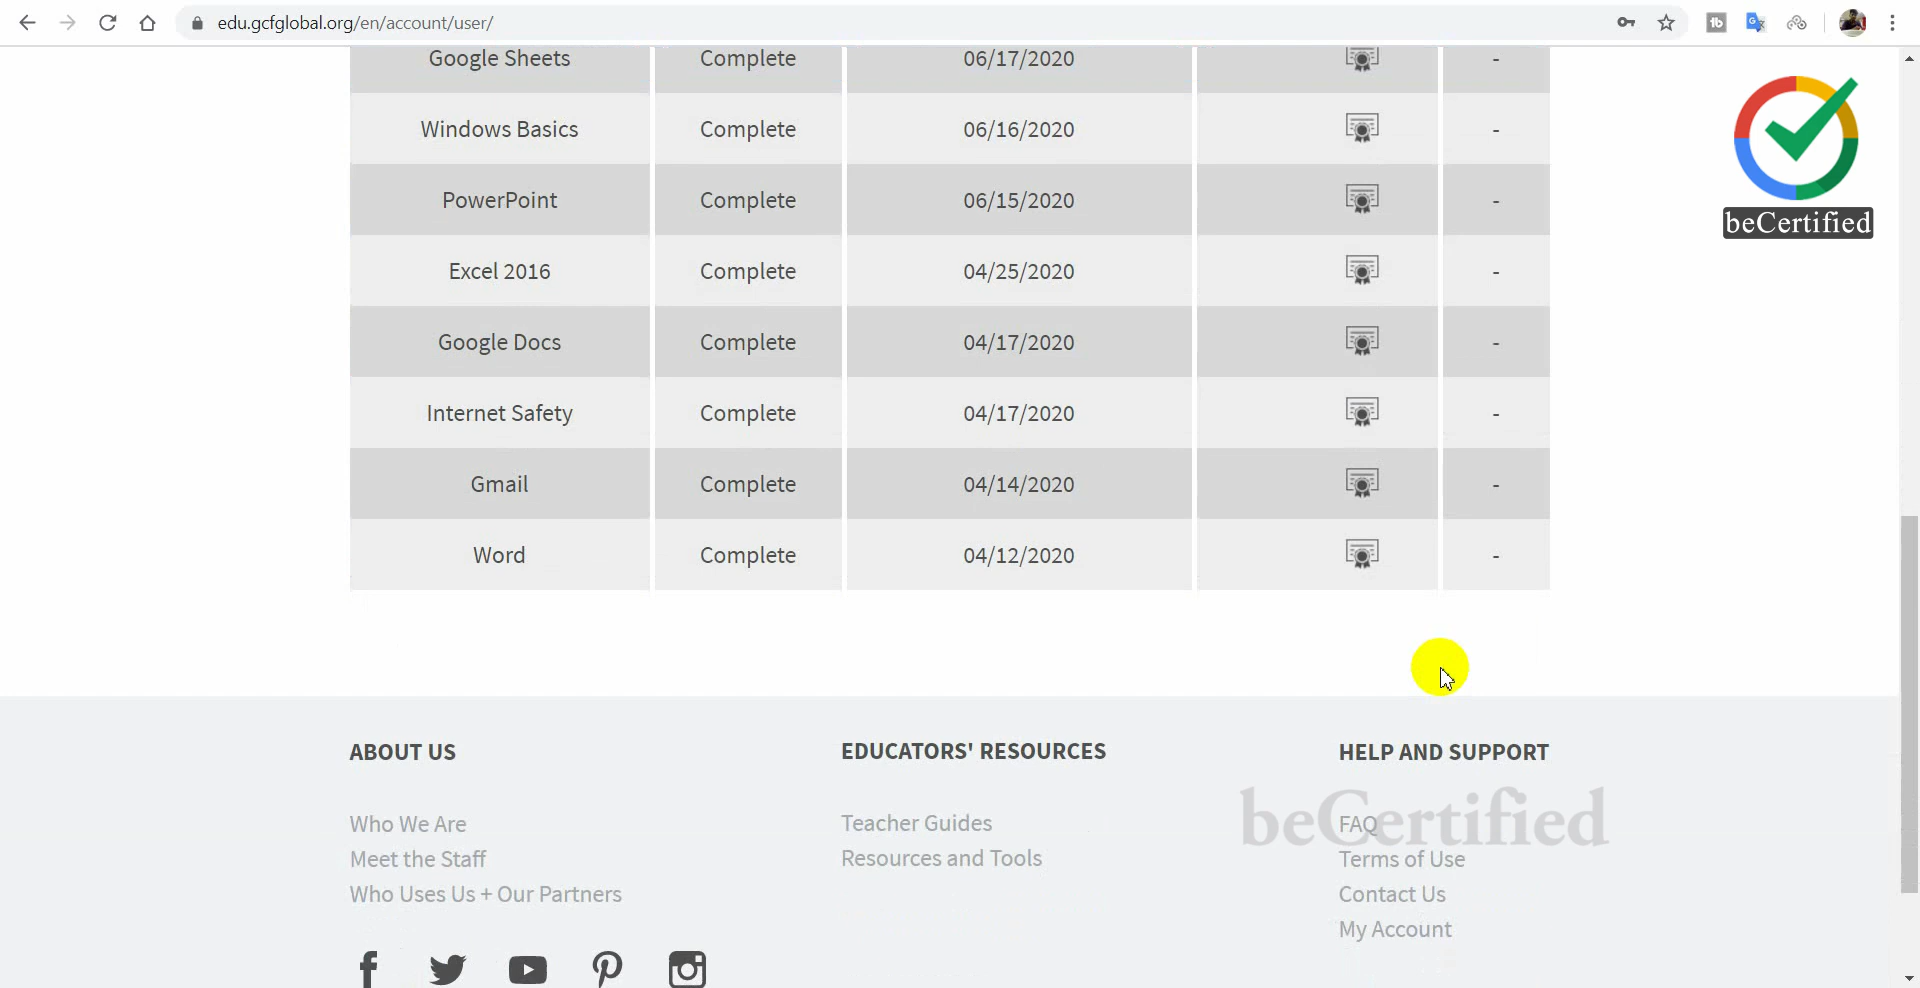 edu.gcfglobal.org/en/account/user/
Google Sheets Complete 06/17/2020 -
Windows Basics Complete 06/16/2020 -
PowerPoint Complete 06/15/2020 -
Excel 2016 Complete 04/25/2020 -
Google Docs Complete 04/17/2020 -
Internet Safety Complete 04/17/2020 -
Gmail Complete 04/14/2020 -
Word Complete 04/12/2020 -
beCertified
ABOUT US
Who We Are
Meet the Staff
Who Uses Us + Our Partners
EDUCATORS' RESOURCES
Teacher Guides
Resources and Tools
HELP AND SUPPORT
beCertified
FAQ
Terms of Use
Contact Us
My Account